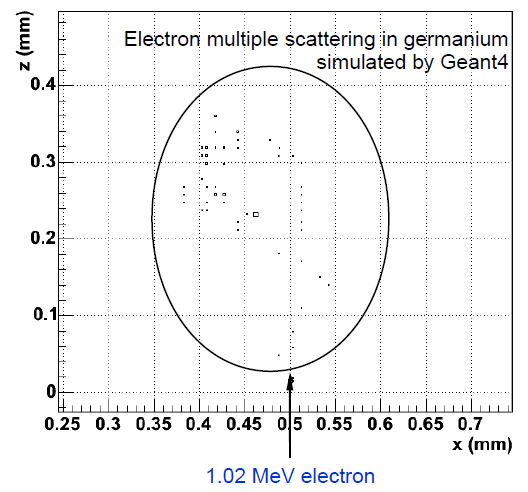 z (mm)
Electron multiple scattering in germanium
simulated by Geant4
0.4
0.3
0.2
0.1
0
0.25 0.3 0.35 0.4 0.45 0.5 0.55 0.6 0.65 0.7
x (mm)
1.02 MeV electron